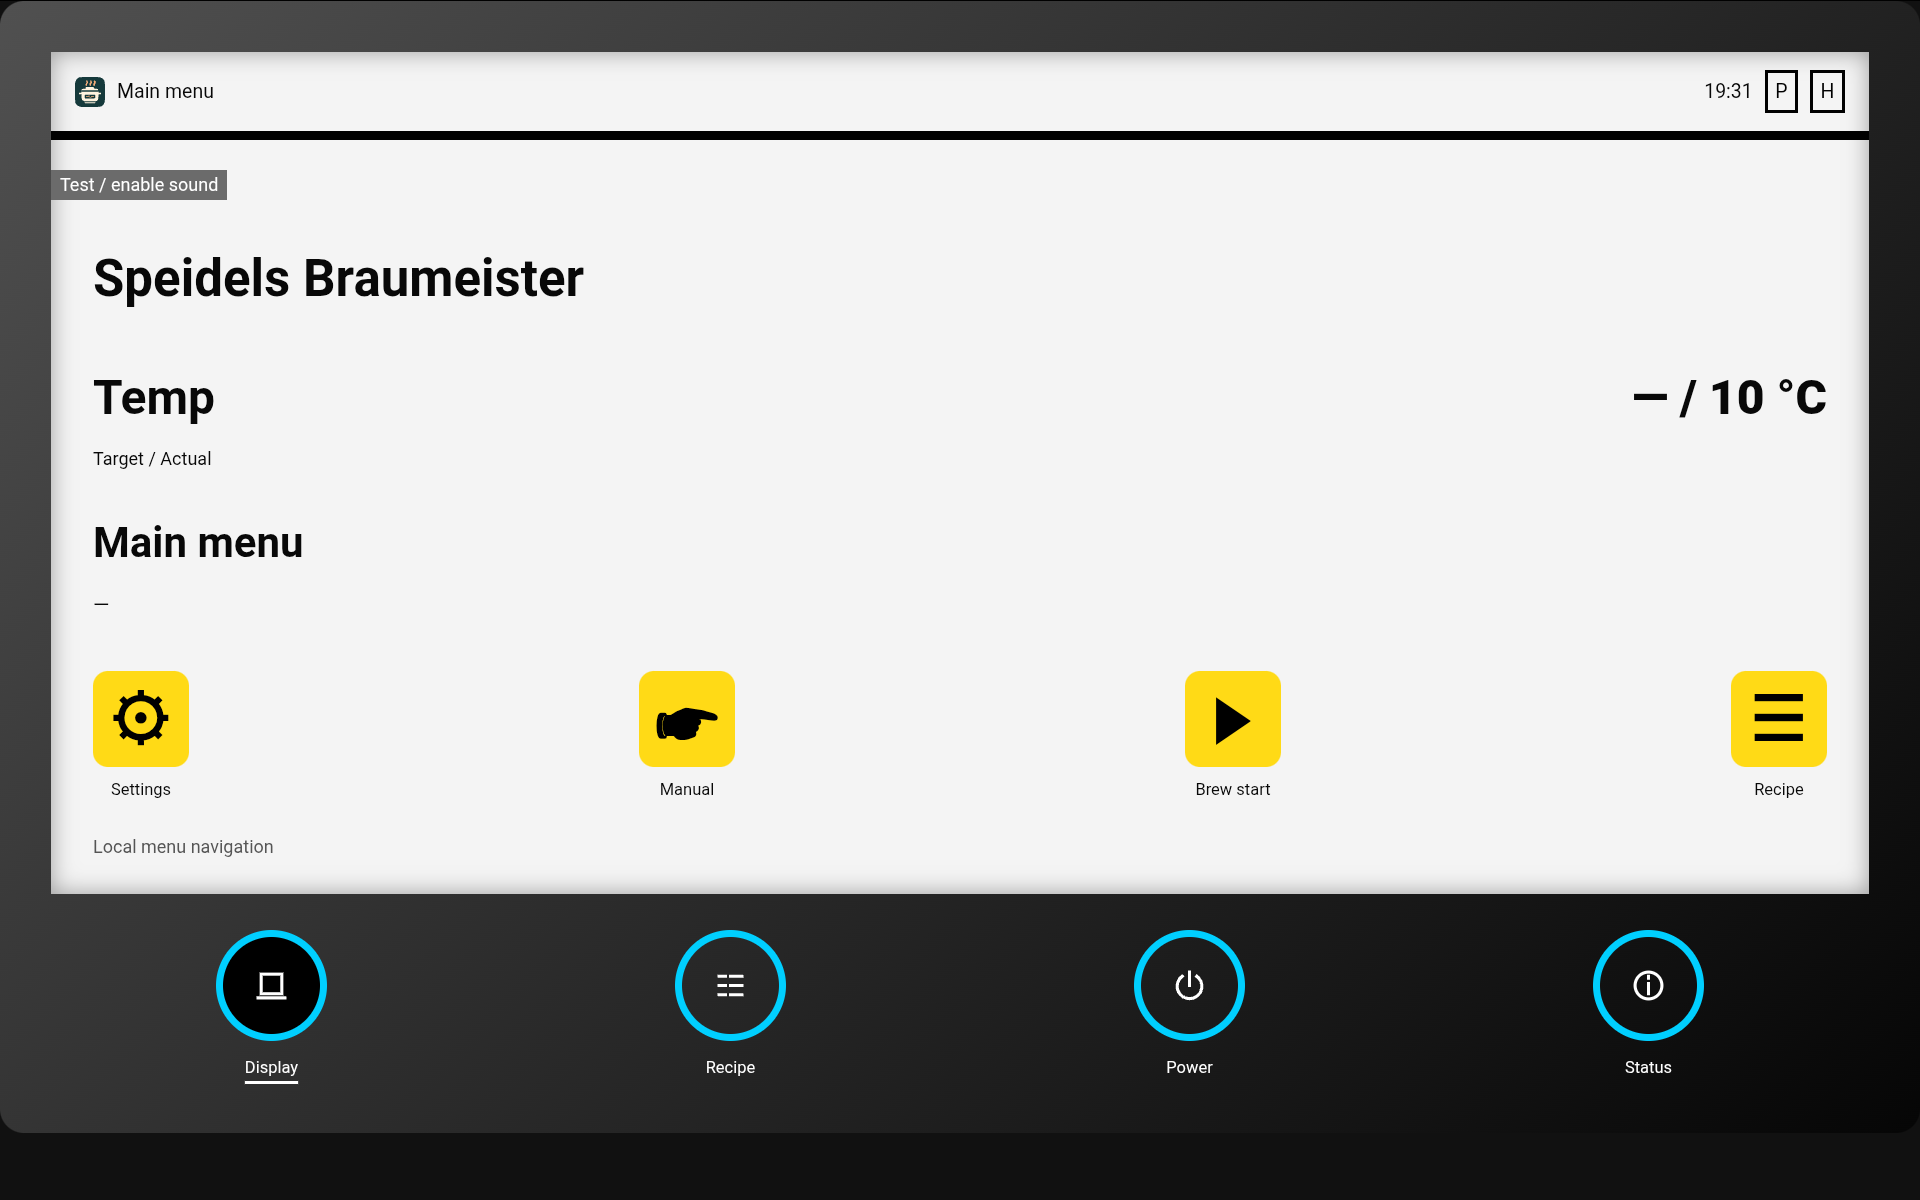 Main menu
19:31 P H
Test / enable sound
Speidels Braumeister
Temp
— / 10 °C
Target / Actual
Main menu
—
Settings
Manual
Brew start
Recipe
Local menu navigation
Display
Recipe
Power
Status